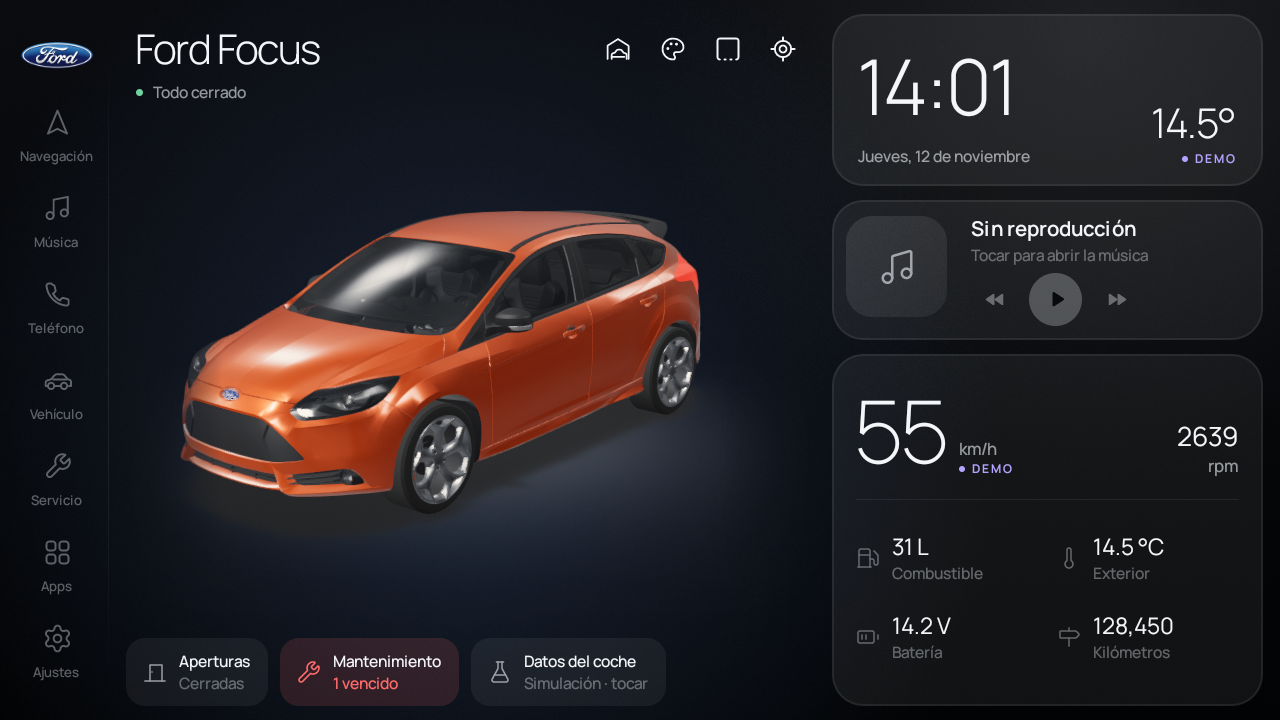 Ford
Ford Focus
Todo cerrado
Navegación
Música
Teléfono
Vehículo
Servicio
Apps
Ajustes
Aperturas
Cerradas
Mantenimiento
1 vencido
Datos del coche
Simulación · tocar
14:01
14.5°
Jueves, 12 de noviembre
DEMO
Sin reproducción
Tocar para abrir la música
55 km/h
DEMO
2639
rpm
31 L
Combustible
14.5 °C
Exterior
14.2 V
Batería
128,450
Kilómetros